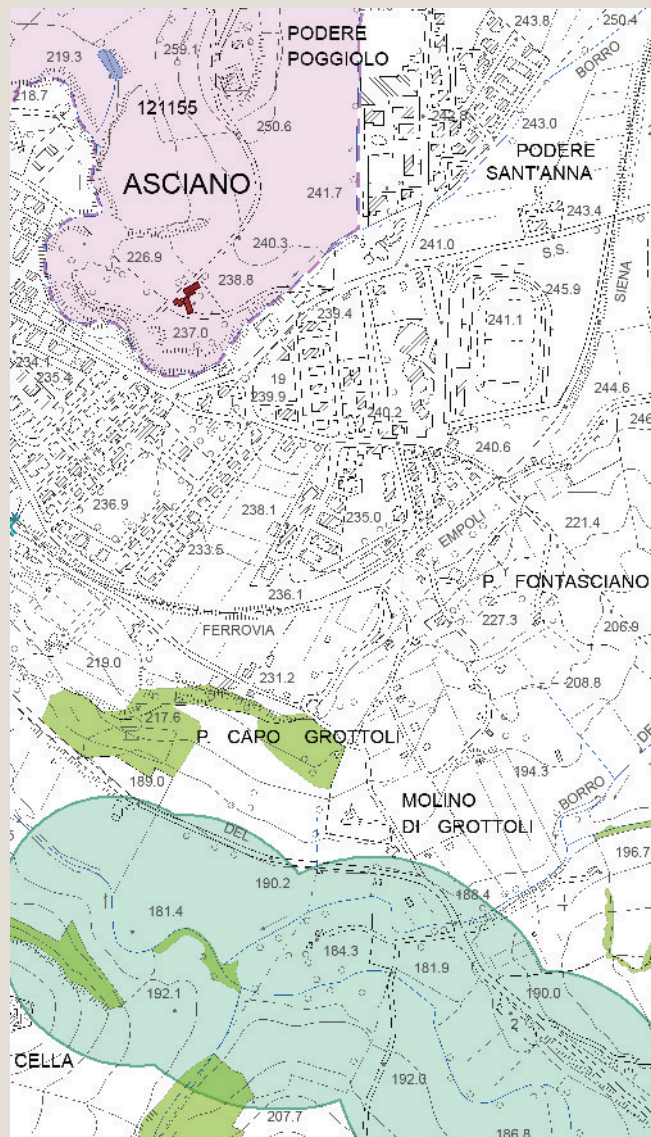 243.8
250.4
PODERE
POGGIOLO
219.3
259.1
BORRO
218.7
121155
250.6
243.0
PODERE
SANT'ANNA
ASCIANO
241.7
243.4
240.3
241.0
S.S.
226.9
238.8
245.9
SIENA
239.4
241.1
237.0
234.1
235.4
19
239.9
240.2
244.6
246
240.6
236.9
238.1
235.0
EMPOLI
221.4
233.5
P. FONTASCIANO
236.1
227.3
206.9
FERROVIA
219.0
231.2
208.8
217.6
P. CAPO GROTTOLI
DE
194.3
189.0
BORRO
MOLINO
DI GROTTOLI
DEL
196.7
190.2
188.4
181.4
184.3
181.9
192.1
190.0
2
CELLA
192.0
207.7
186.8